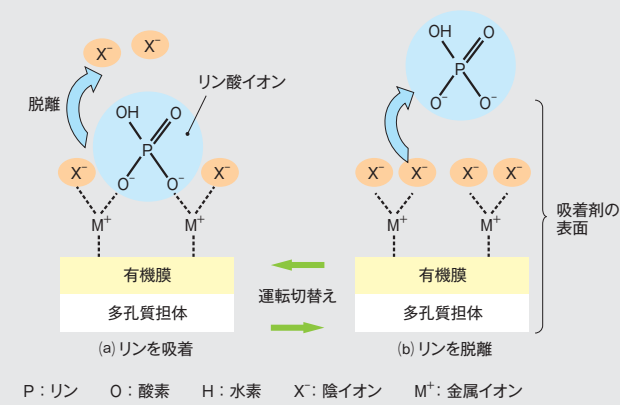 X⁻ X⁻
脱離
リン酸イオン
OH O
P
X⁻ O⁻ O⁻ X⁻
M⁺ M⁺
有機膜
多孔質担体
(a)リンを吸着
運転切替え
OH O
P
O⁻ O⁻
X⁻ X⁻ X⁻ X⁻
M⁺ M⁺
有機膜
多孔質担体
(b)リンを脱離
吸着剤の
表面
P：リン O：酸素 H：水素 X⁻：陰イオン M⁺：金属イオン